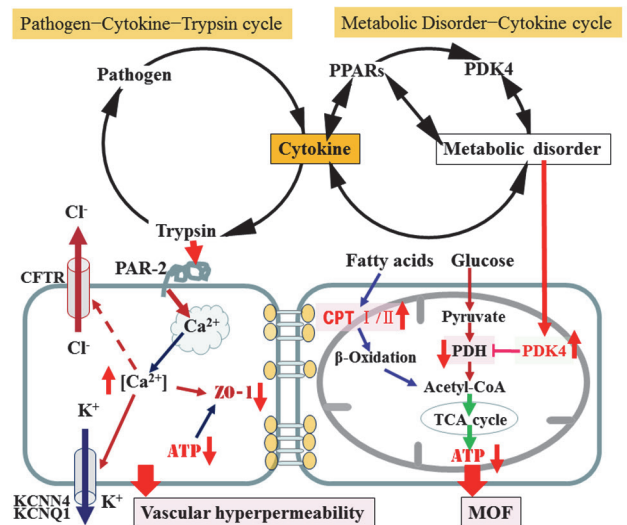 Pathogen–Cytokine–Trypsin cycle
Metabolic Disorder–Cytokine cycle
Pathogen
PPARs
PDK4
Cytokine
Metabolic disorder
Trypsin
Cl-
CFTR
Cl-
PAR-2
Ca2+
[Ca2+]
ZO-1
ATP
K+
K+
KCNN4
KCNQ1
Vascular hyperpermeability
Fatty acids
Glucose
CPT Ⅰ/Ⅱ
Pyruvate
β-Oxidation
PDH
PDK4
Acetyl-CoA
TCA cycle
ATP
MOF